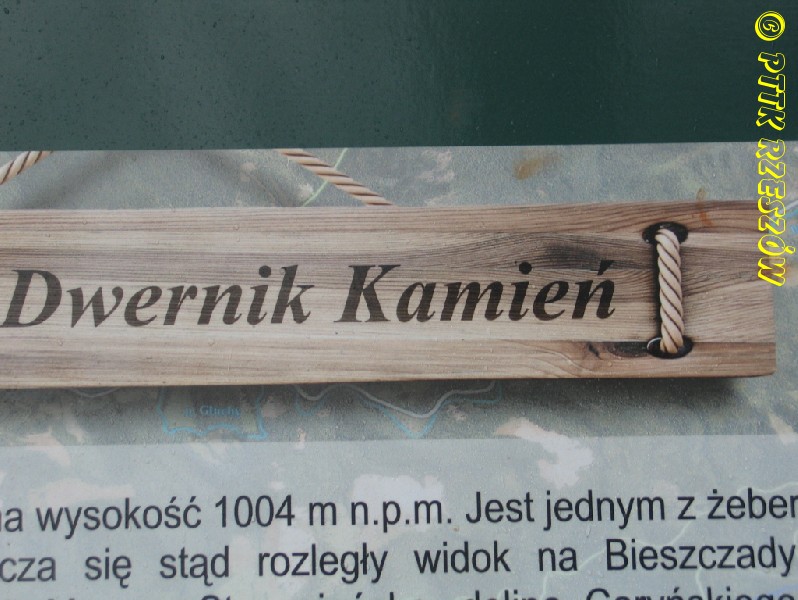 © PTTK RZESZÓW
Dwernik Kamień
na wysokość 1004 m n.p.m. Jest jednym z żeber
cza się stąd rozległy widok na Bieszczady